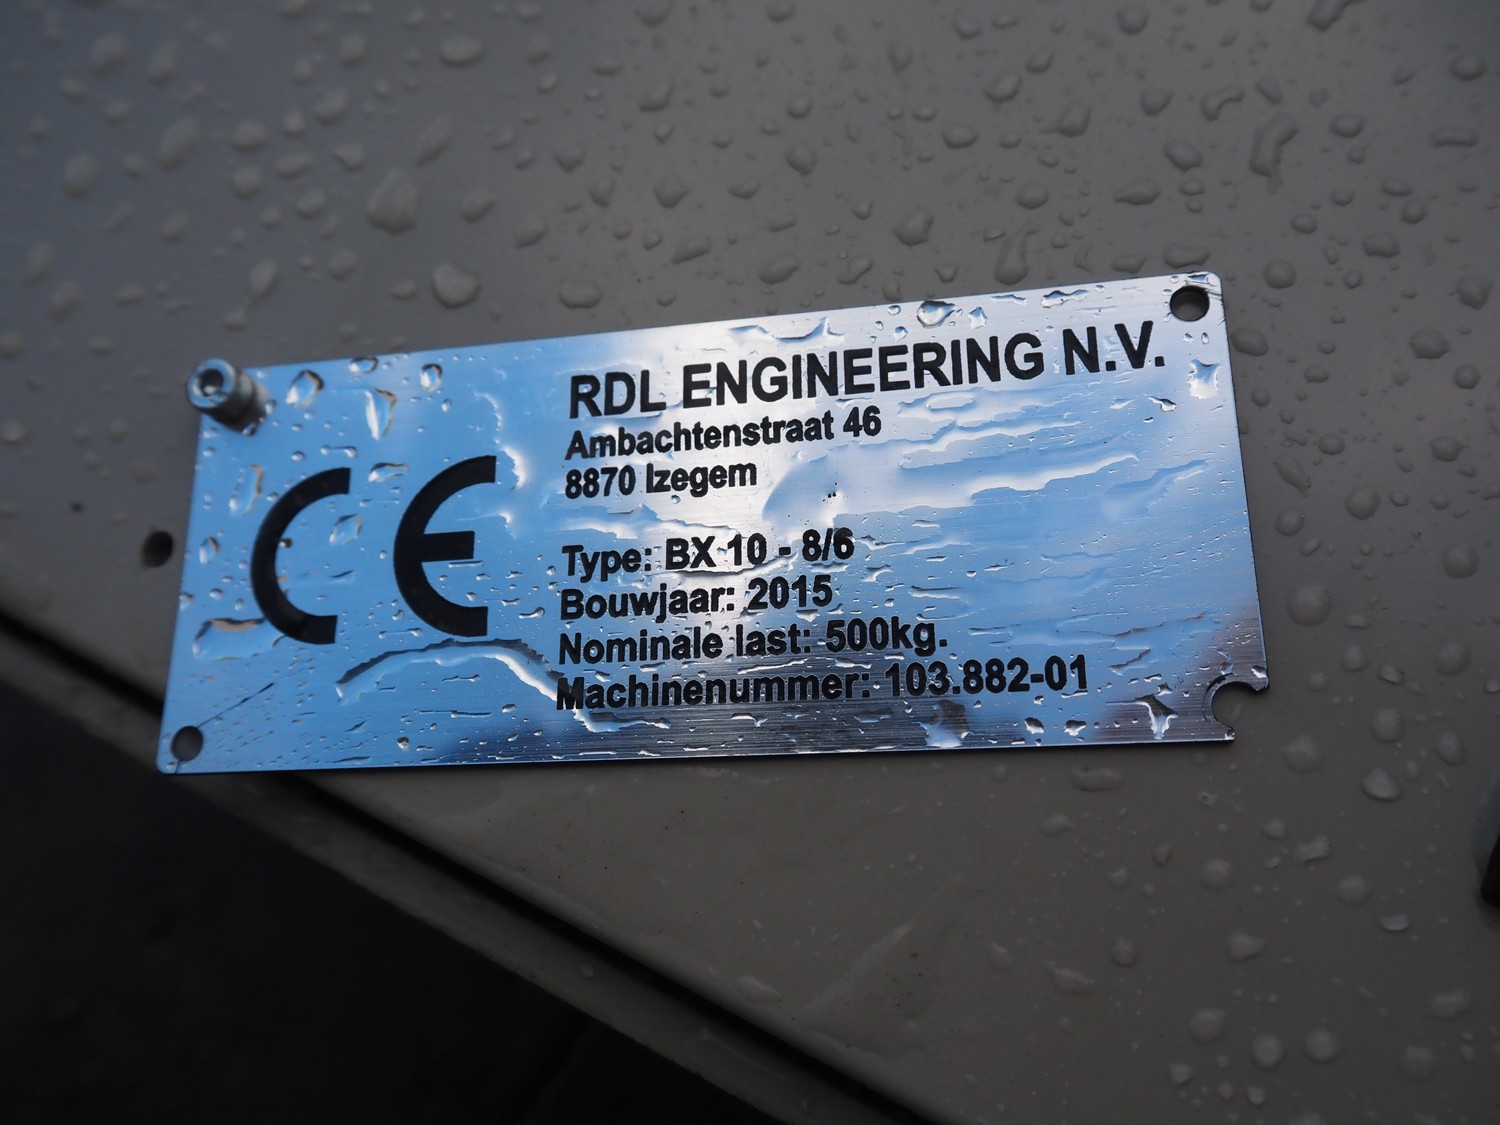 RDL ENGINEERING N.V.
Ambachtenstraat 46
8870 Izegem
CE
Type: BX 10 - 8/6
Bouwjaar: 2015
Nominale last: 500kg.
Machinenummer: 103.882-01